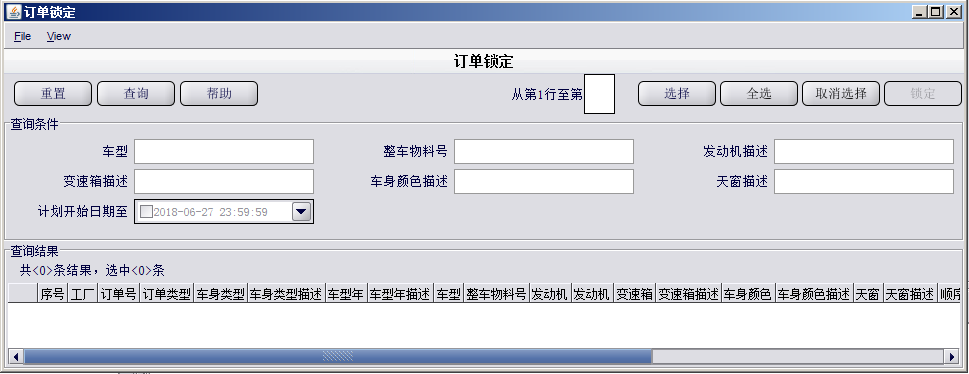 订单锁定
File View
订单锁定
重置 查询 帮助 从第1行至第 选择 全选 取消选择 锁定
查询条件
车型 整车物料号 发动机描述
变速箱描述 车身颜色描述 天窗描述
计划开始日期至 2018-06-27 23:59:59
查询结果
共<0>条结果，选中<0>条
序号 工厂 订单号 订单类型 车身类型 车身类型描述 车型年 车型年描述 车型 整车物料号 发动机 发动机 变速箱 变速箱描述 车身颜色 车身颜色描述 天窗 天窗描述 顺序